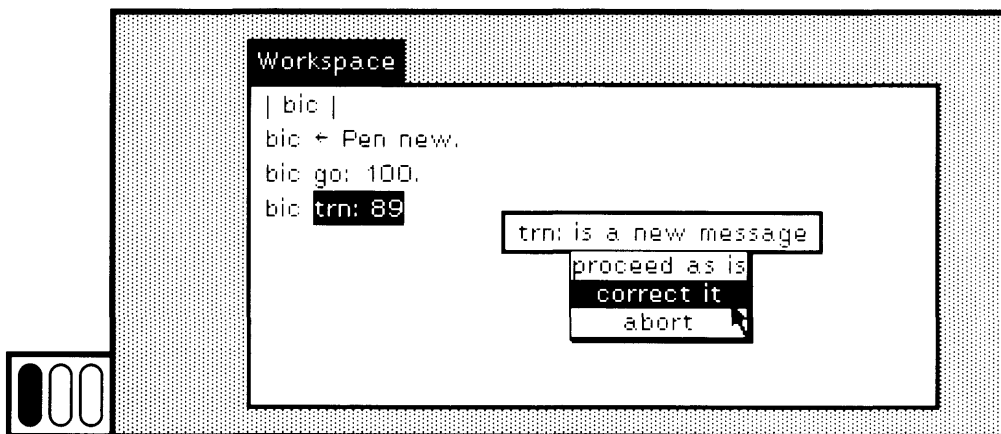 Workspace
| bic |
bic ← Pen new.
bic go: 100.
bic trn: 89
trn: is a new message
proceed as is
correct it
abort